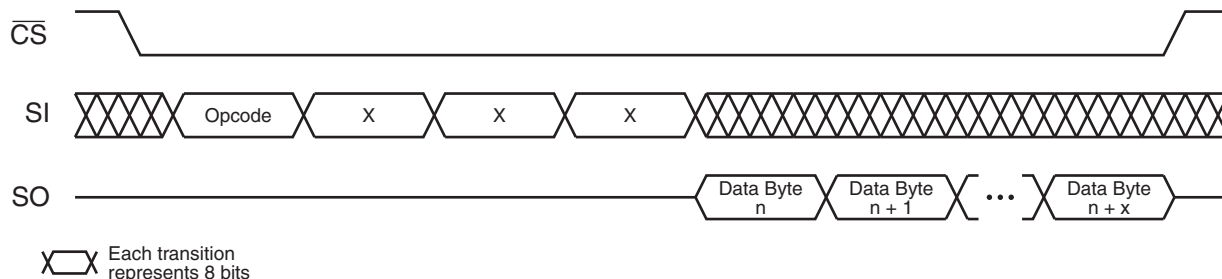 CS
SI Opcode X X X
SO Data Byte n Data Byte n + 1 ••• Data Byte n + x
Each transition
represents 8 bits